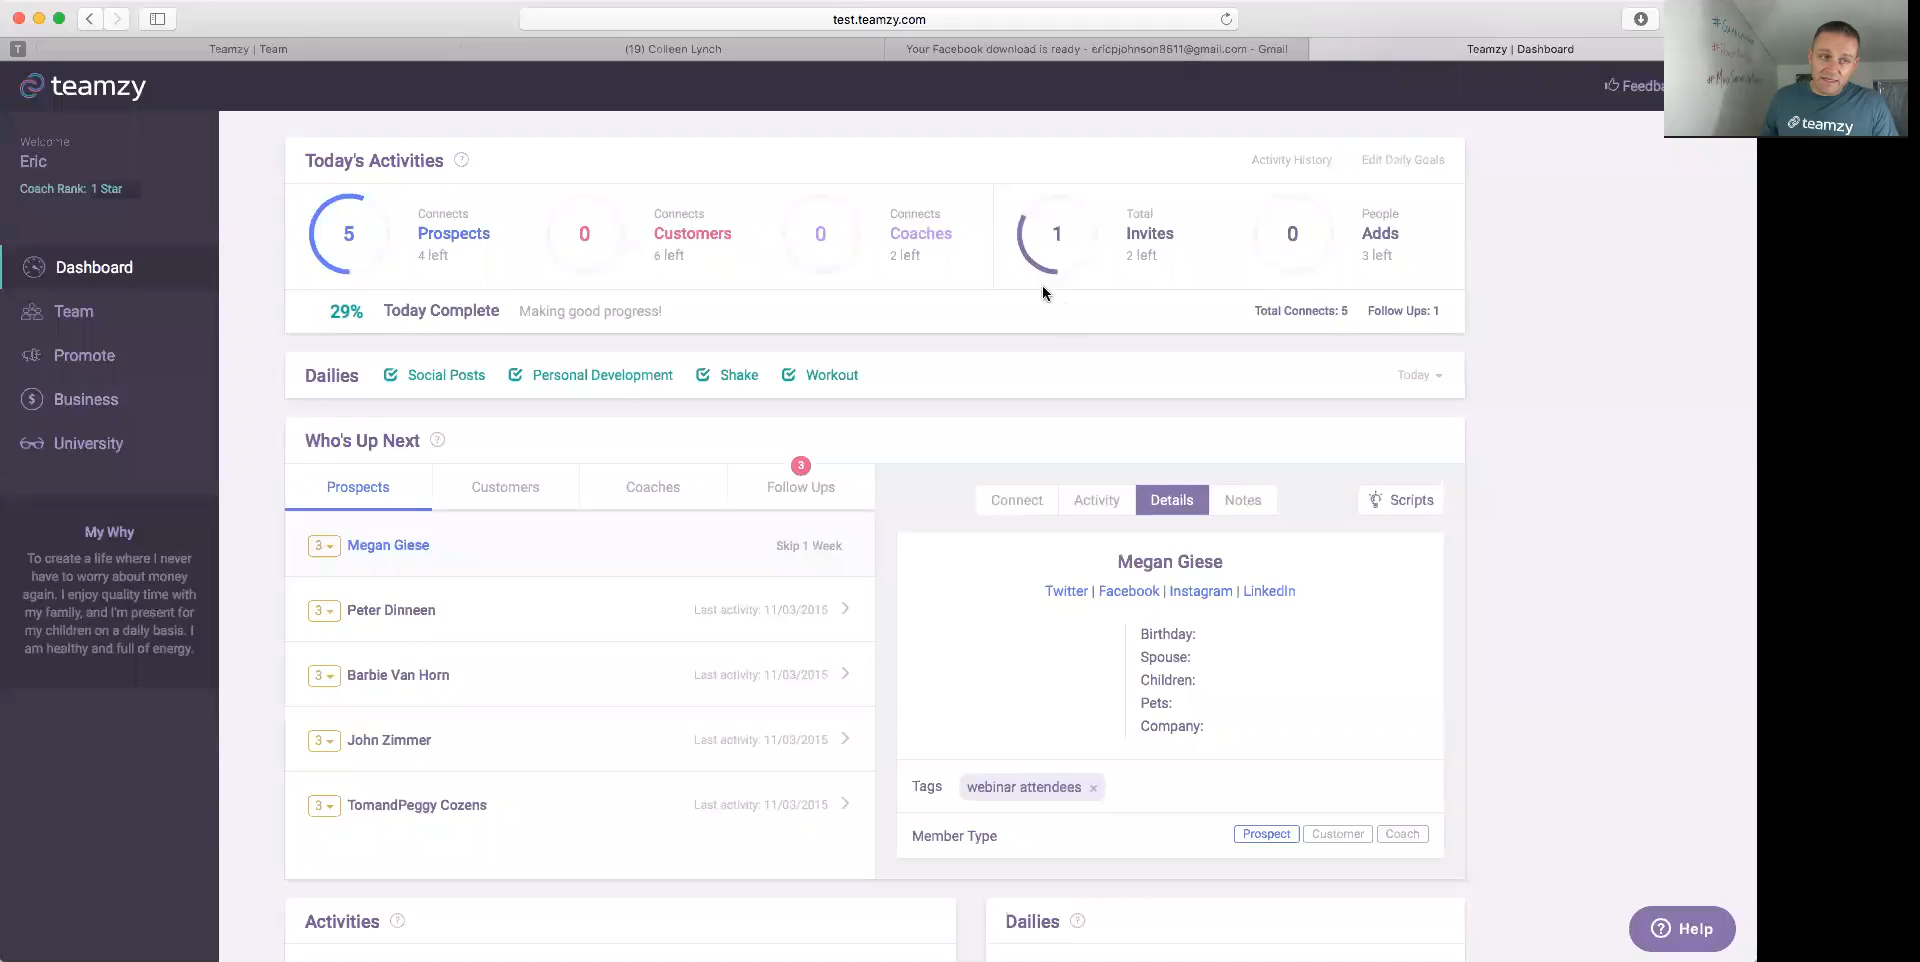 test.teamzy.com
T
Teamzy | Team
(19) Colleen Lynch
Your Facebook download is ready - ericpjohnson8611@gmail.com - Gmail
Teamzy | Dashboard
teamzy
Feedba
teamzy
Welcome
Eric
Coach Rank: 1 Star
Dashboard
Team
Promote
$ Business
University
My Why
To create a life where I never
have to worry about money
again. I enjoy quality time with
my family, and I'm present for
my children on a daily basis. I
am healthy and full of energy.
Today's Activities ?
Activity History
Edit Daily Goals
5
Connects
Prospects
4 left
0
Connects
Customers
6 left
0
Connects
Coaches
2 left
1
Total
Invites
2 left
0
People
Adds
3 left
29% Today Complete Making good progress!
Total Connects: 5 Follow Ups: 1
Dailies Social Posts Personal Development Shake Workout
Today
Who's Up Next ?
Prospects
Customers
Coaches
3
Follow Ups
3 Megan Giese Skip 1 Week
3 Peter Dinneen Last activity: 11/03/2015
3 Barbie Van Horn Last activity: 11/03/2015
3 John Zimmer Last activity: 11/03/2015
3 TomandPeggy Cozens Last activity: 11/03/2015
Connect
Activity
Details
Notes
Scripts
Megan Giese
Twitter | Facebook | Instagram | LinkedIn
Birthday:
Spouse:
Children:
Pets:
Company:
Tags webinar attendees ×
Member Type Prospect Customer Coach
Activities ?
Dailies ?
? Help